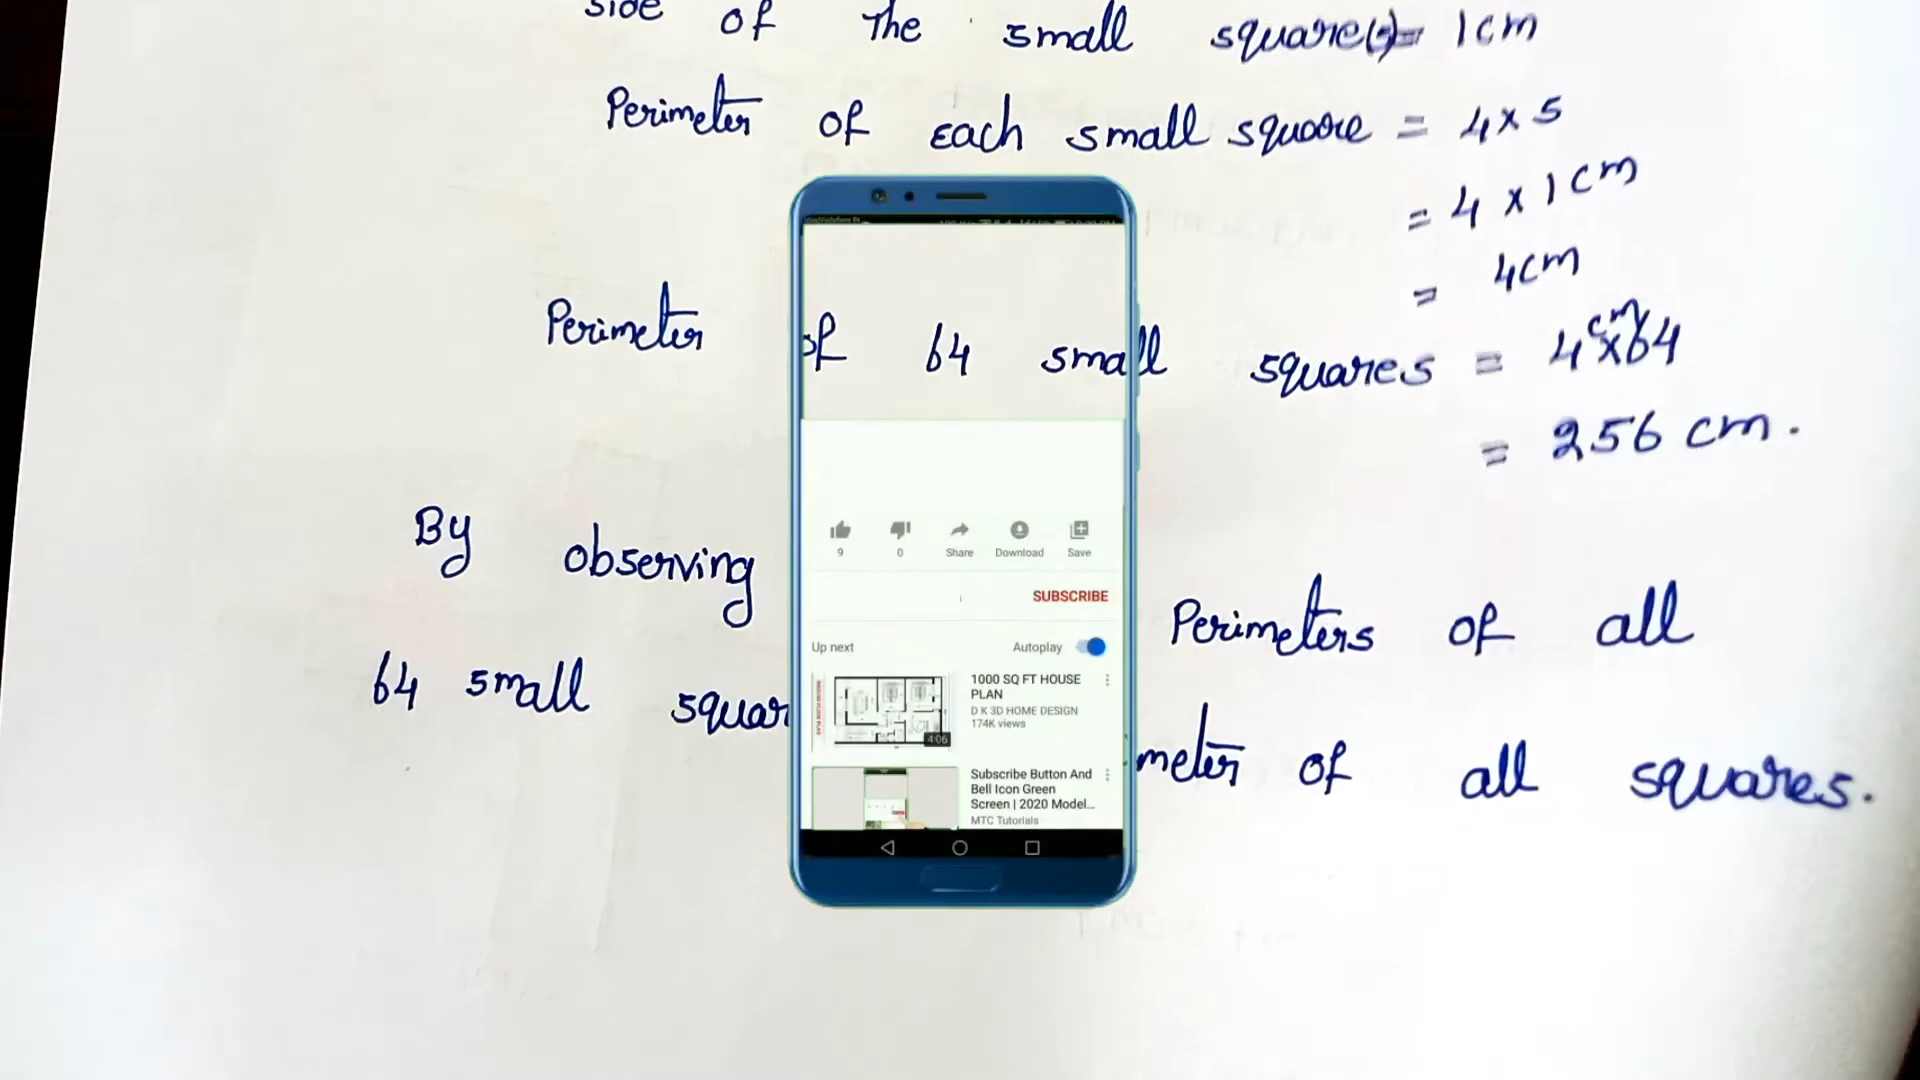 side of The small square(s)= 1cm
Perimeter of Each small square = 4 x s
= 4 x 1cm
= 4cm
Perimeter of 64 small squares = 4cm x 64
= 256 cm.
By observing Perimeters of all
64 small squar
meter of all squares.
9 0 Share Download Save
SUBSCRIBE
Up next Autoplay
1000 SQ FT HOUSE
PLAN
D K 3D HOME DESIGN
174K views
4:06
Subscribe Button And
Bell Icon Green
Screen | 2020 Model...
MTC Tutorials